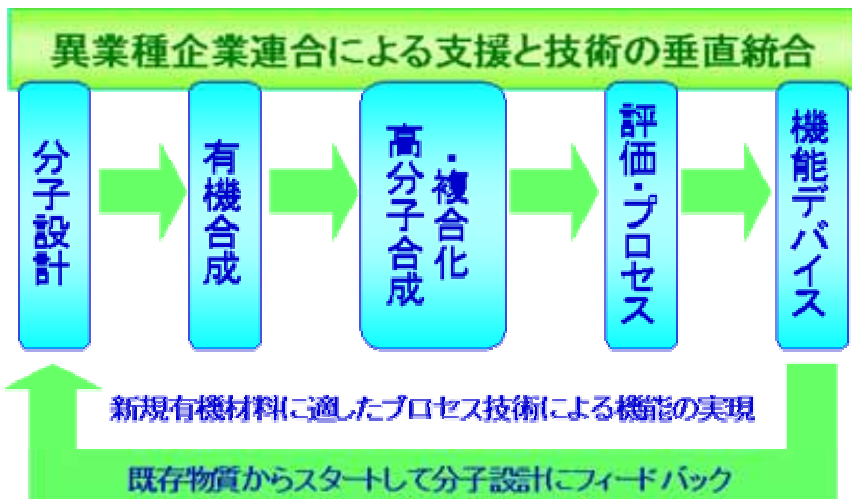 異業種企業連合による支援と技術の垂直統合
分子設計
有機合成
高分子合成
・複合化
評価・プロセス
機能デバイス
新規有機材料に適したプロセス技術による機能の実現
既存物質からスタートして分子設計にフィードバック